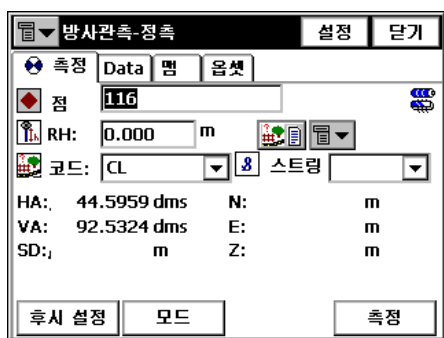 방사관측-정측 설정 닫기
측정 Data 맵 옵셋
점 116
RH: 0.000 m
코드: CL 스트링
HA: 44.5959 dms N: m
VA: 92.5324 dms E: m
SD: m Z: m
후시 설정 모드 측정